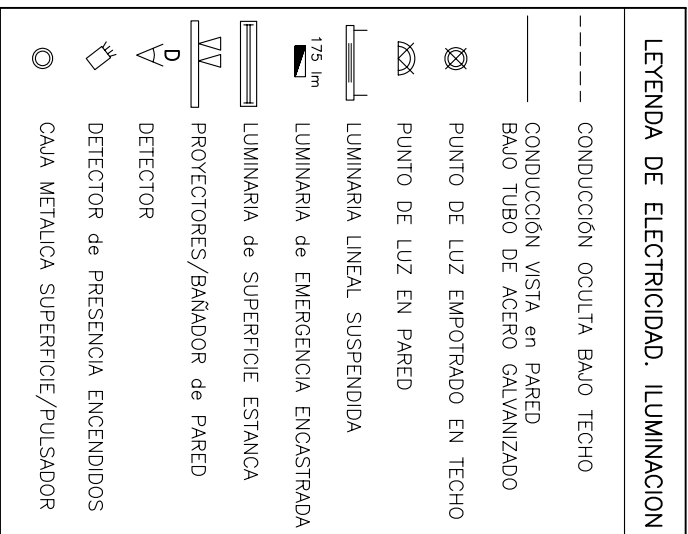 LEYENDA DE ELECTRICIDAD. ILUMINACION
CONDUCCIÓN OCULTA BAJO TECHO
CONDUCCIÓN VISTA en PARED
BAJO TUBO DE ACERO GALVANIZADO
PUNTO DE LUZ EMPOTRADO EN TECHO
PUNTO DE LUZ EN PARED
LUMINARIA LINEAL SUSPENDIDA
175 lm
LUMINARIA de EMERGENCIA ENCASTRADA
LUMINARIA de SUPERFICIE ESTANCA
PROYECTORES/BAÑADOR de PARED
D
DETECTOR
DETECTOR de PRESENCIA ENCENDIDOS
CAJA METALICA SUPERFICIE/PULSADOR